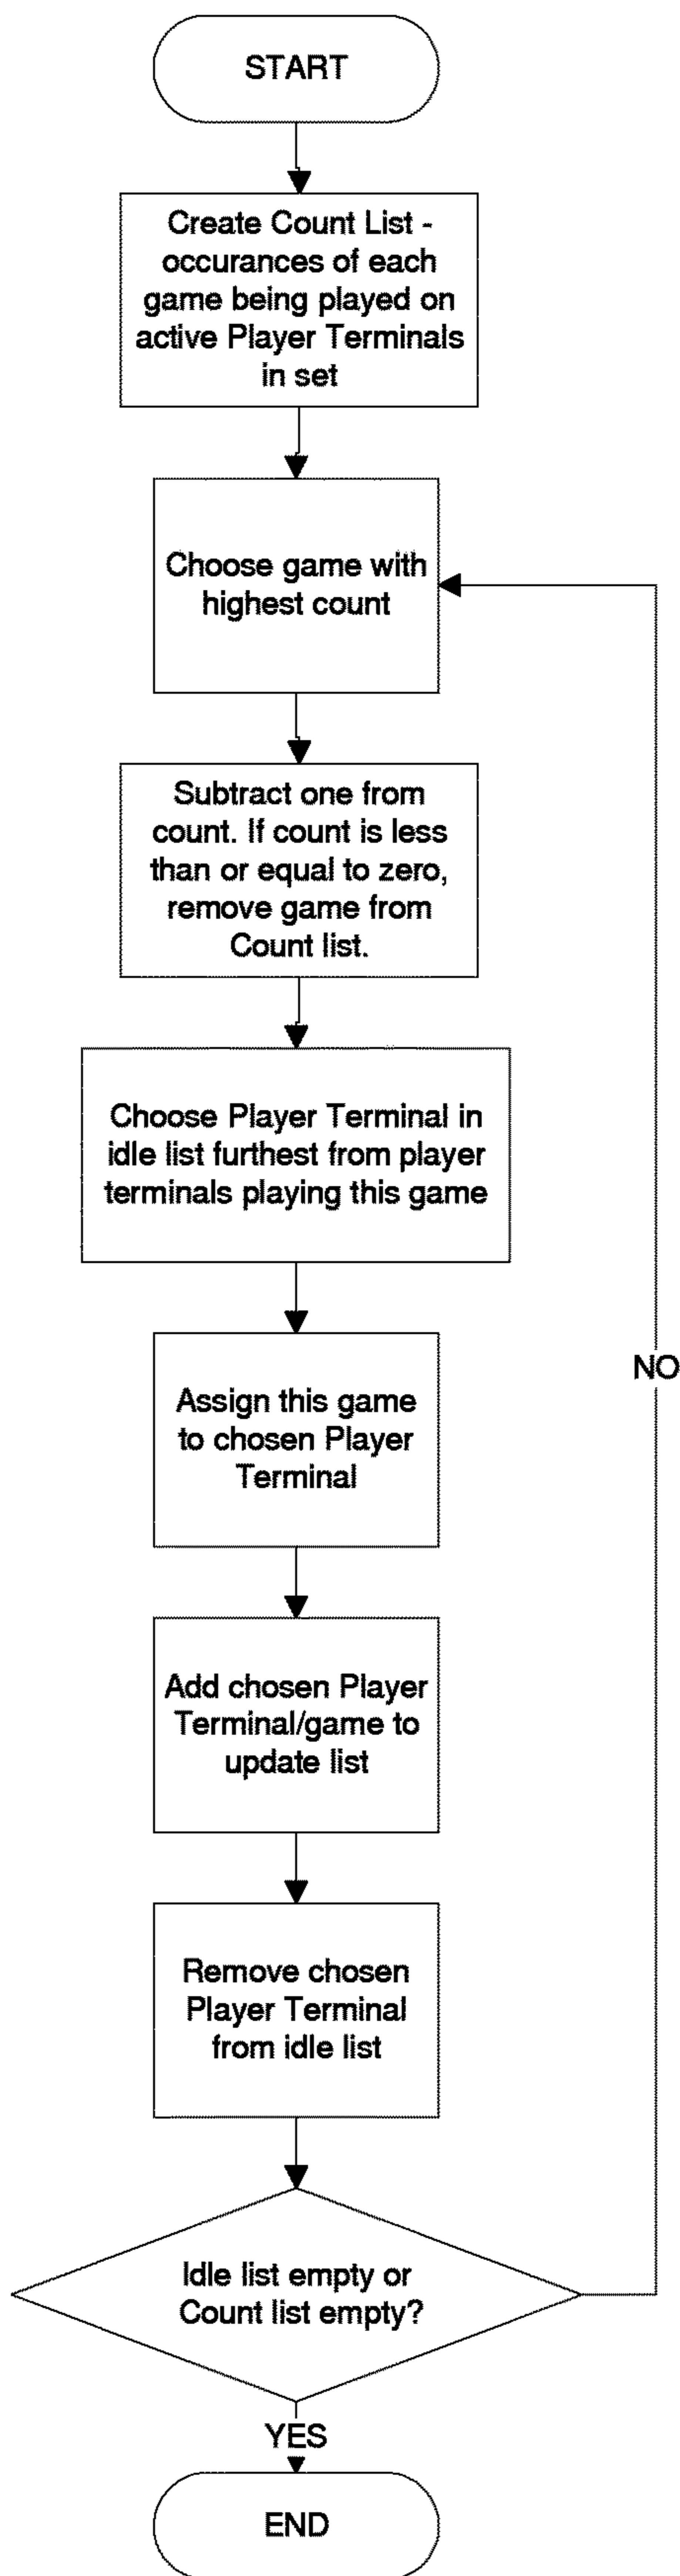 START
Create Count List -
occurances of each
game being played on
active Player Terminals
in set
Choose game with
highest count
Subtract one from
count. If count is less
than or equal to zero,
remove game from
Count list.
Choose Player Terminal in
idle list furthest from player
terminals playing this game
Assign this game
to chosen Player
Terminal
NO
Add chosen Player
Terminal/game to
update list
Remove chosen
Player Terminal
from idle list
Idle list empty or
Count list empty?
YES
END